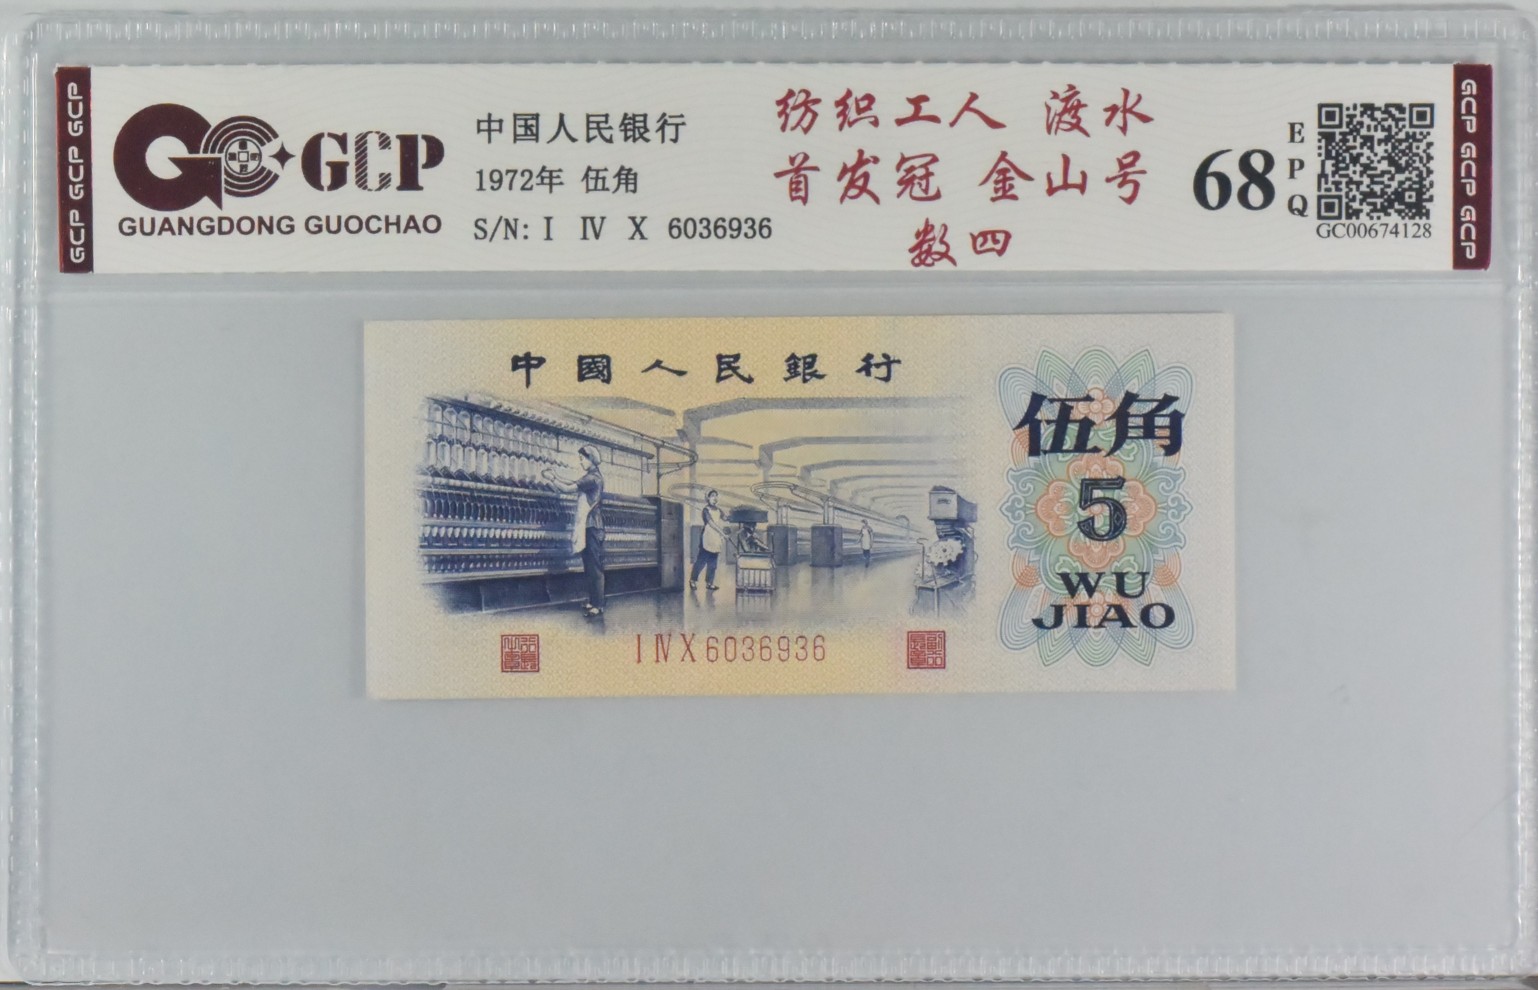 GCP GCP GCP
GCP
GUANGDONG GUOCHAO
中国人民银行
1972年 伍角
S/N: I IV X 6036936
纺织工人 渡水
首发冠 金山号
数四
68
EPQ
GC00674128
GCP GCP GCP
中國人民銀行
伍角
5
WU
JIAO
I IV X 6036936